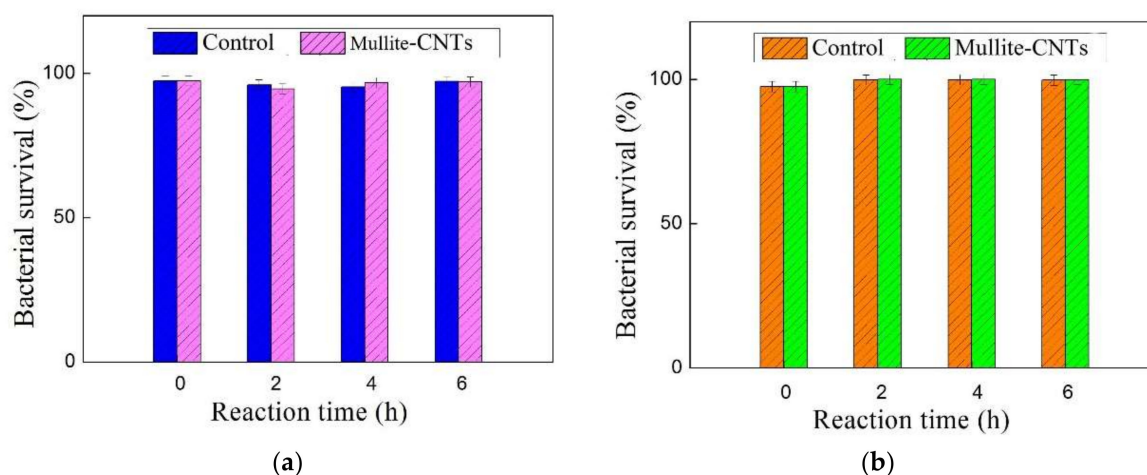 Control Mullite-CNTs
100
50
0
Bacterial survival (%)
0 2 4 6
Reaction time (h)
(a)
Control Mullite-CNTs
100
50
0
Bacterial survival (%)
0 2 4 6
Reaction time (h)
(b)